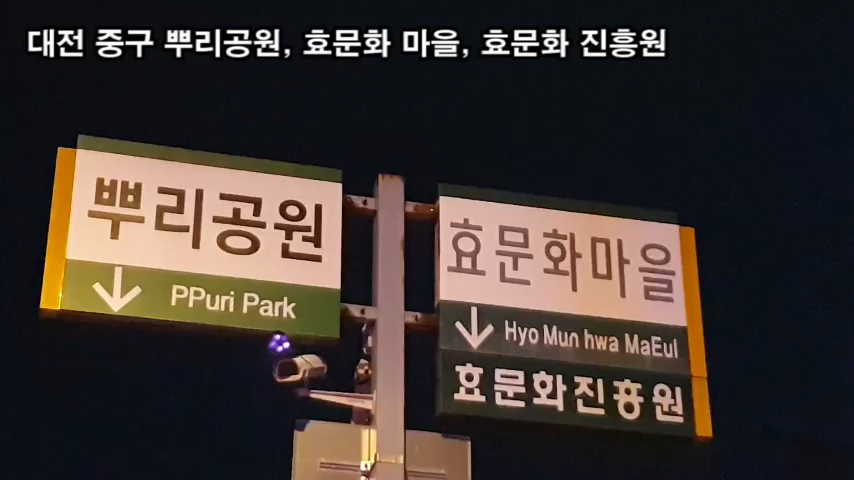 대전 중구 뿌리공원, 효문화 마을, 효문화 진흥원
뿌리공원
↓ PPuri Park
효문화마을
↓ Hyo Mun hwa MaEul
효문화진흥원